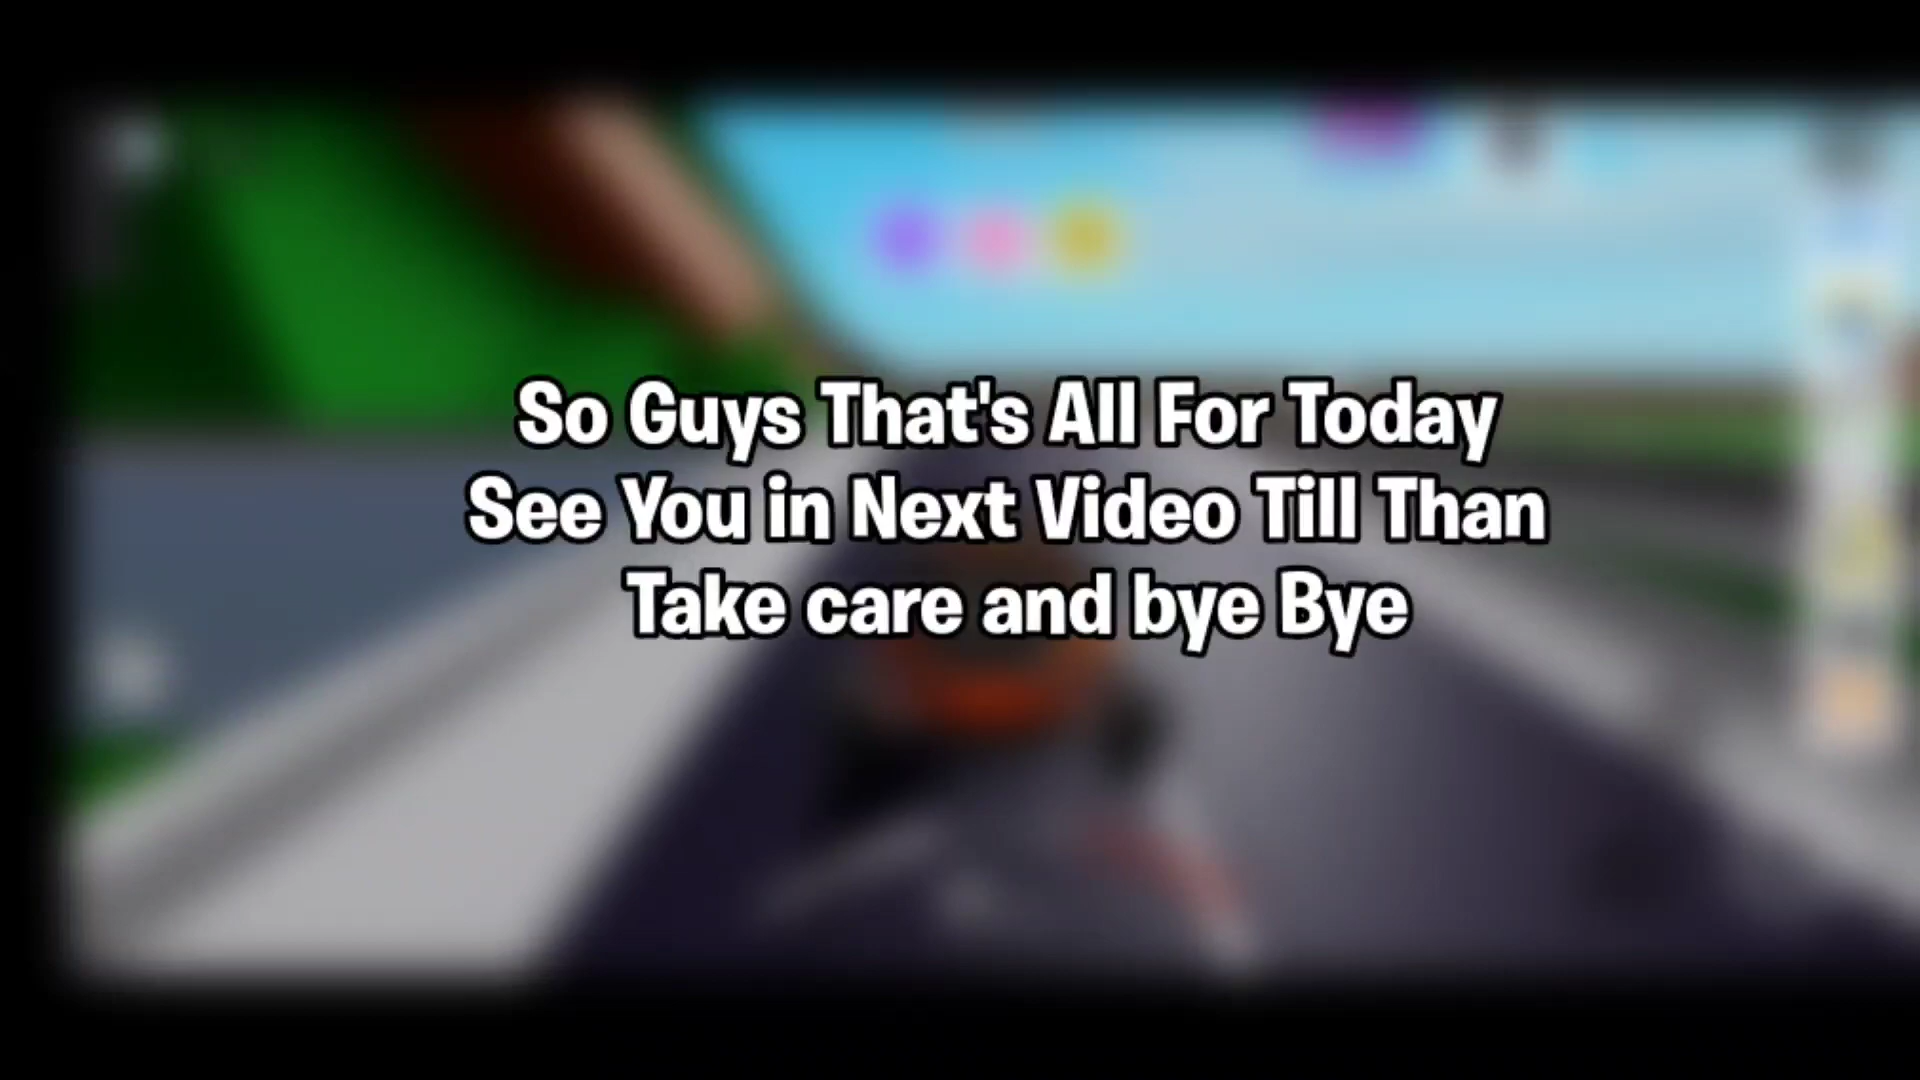 So Guys That's All For Today
See You in Next Video Till Than
Take care and bye Bye